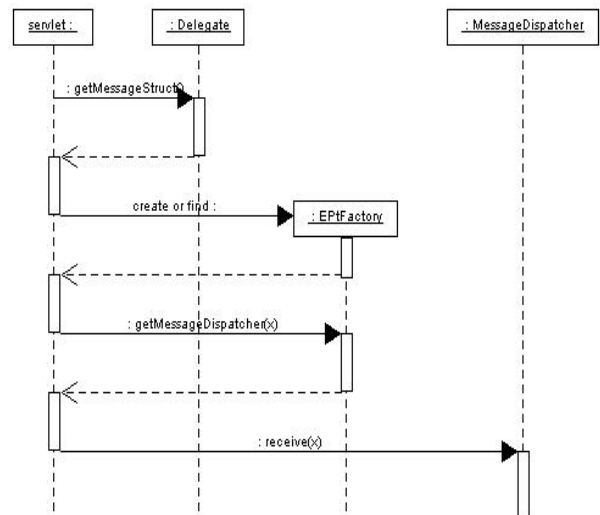 servlet :
: Delegate
: MessageDispatcher
: getMessageStruct()
create or find :
: EPtFactory
: getMessageDispatcher(x)
: receive(x)